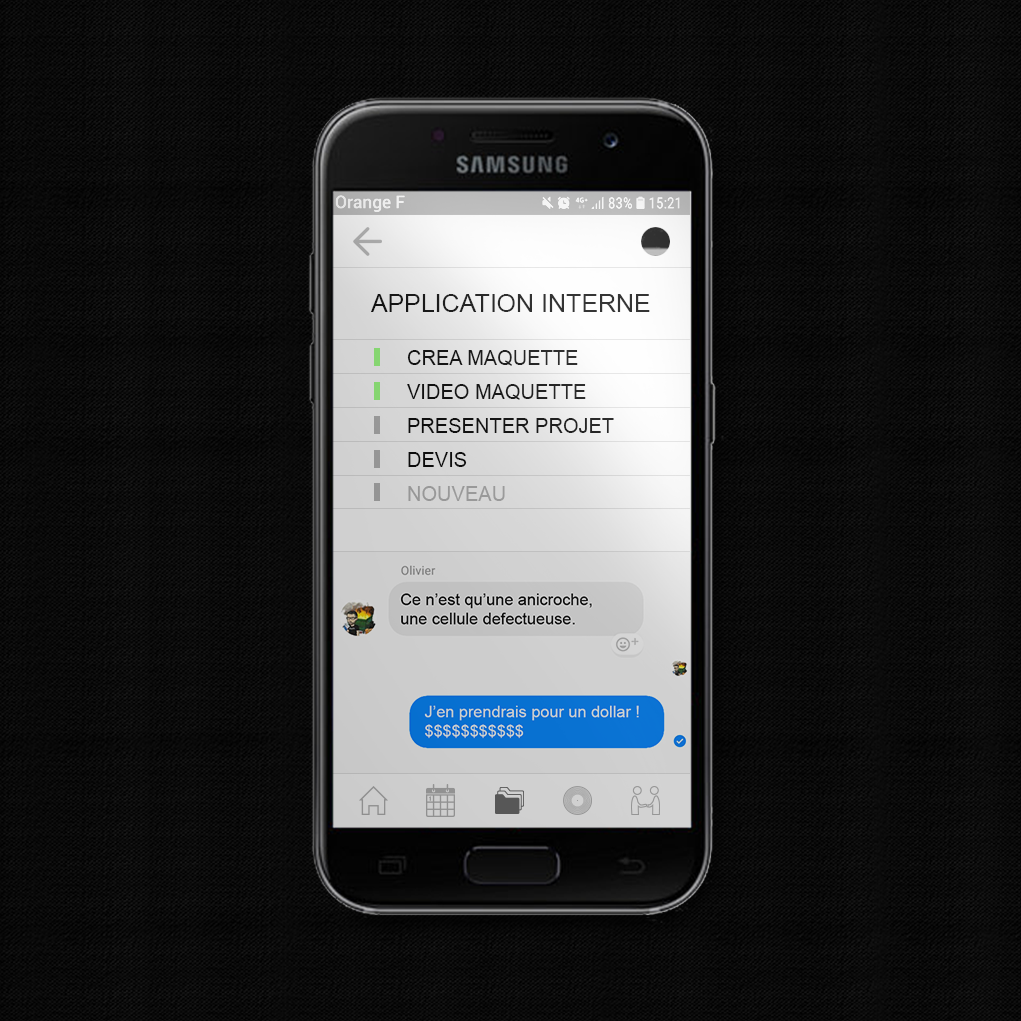 SAMSUNG
Orange F 4G+ 83% 15:21
APPLICATION INTERNE
CREA MAQUETTE
VIDEO MAQUETTE
PRESENTER PROJET
DEVIS
NOUVEAU
Olivier
Ce n’est qu’une anicroche,
une cellule defectueuse.
J’en prendrais pour un dollar !
$$$$$$$$$$$